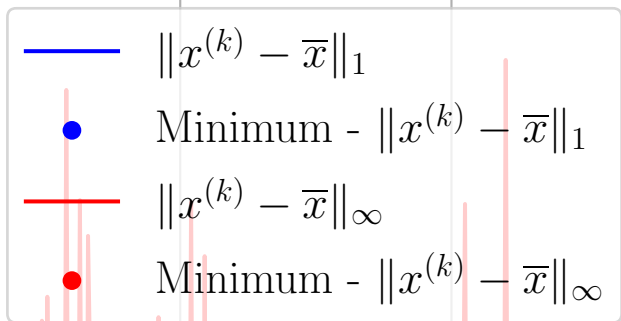 ‖x^{(k)} − x̅‖₁
Minimum - ‖x^{(k)} − x̅‖₁
‖x^{(k)} − x̅‖_∞
Minimum - ‖x^{(k)} − x̅‖_∞